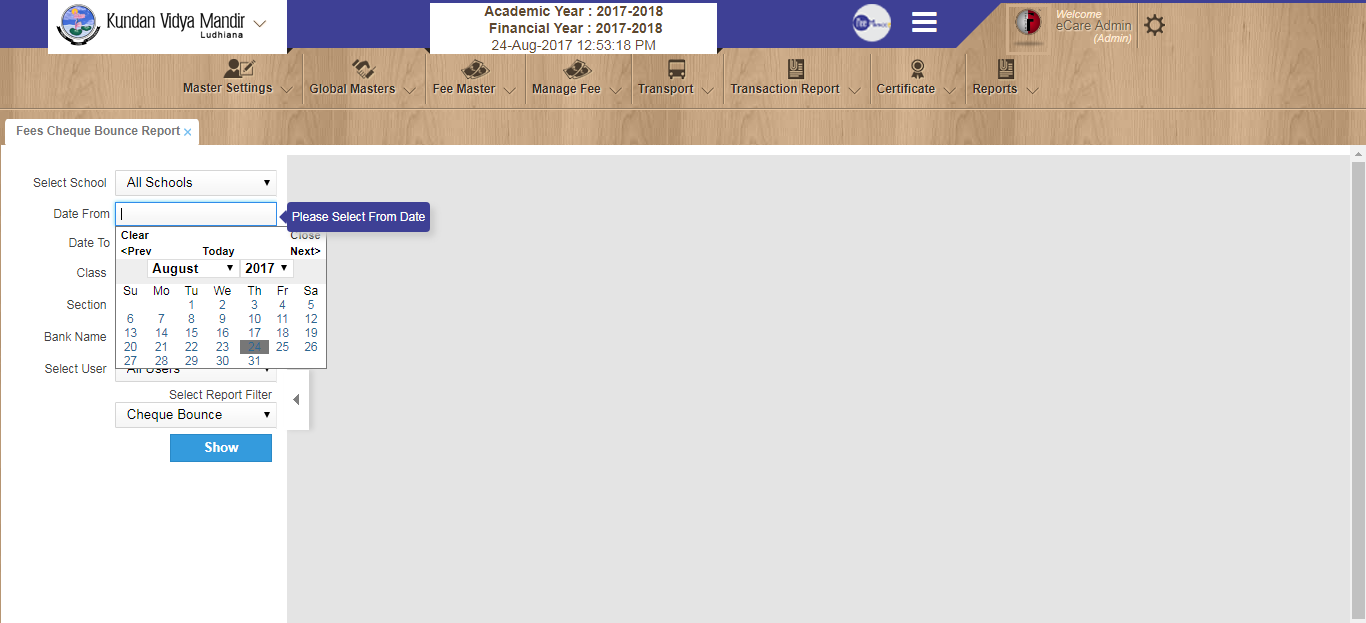 Kundan Vidya Mandir
Ludhiana
Academic Year : 2017-2018
Financial Year : 2017-2018
24-Aug-2017 12:53:18 PM
Welcome
eCare Admin
(Admin)
Master Settings
Global Masters
Fee Master
Manage Fee
Transport
Transaction Report
Certificate
Reports
Fees Cheque Bounce Report ×
Select School All Schools
Date From Please Select From Date
Date To
Clear Close
<Prev Today Next>
August 2017
Class
Su Mo Tu We Th Fr Sa
Section
1 2 3 4 5
6 7 8 9 10 11 12
13 14 15 16 17 18 19
Bank Name
20 21 22 23 24 25 26
27 28 29 30 31
Select User All Users
Select Report Filter
Cheque Bounce
Show